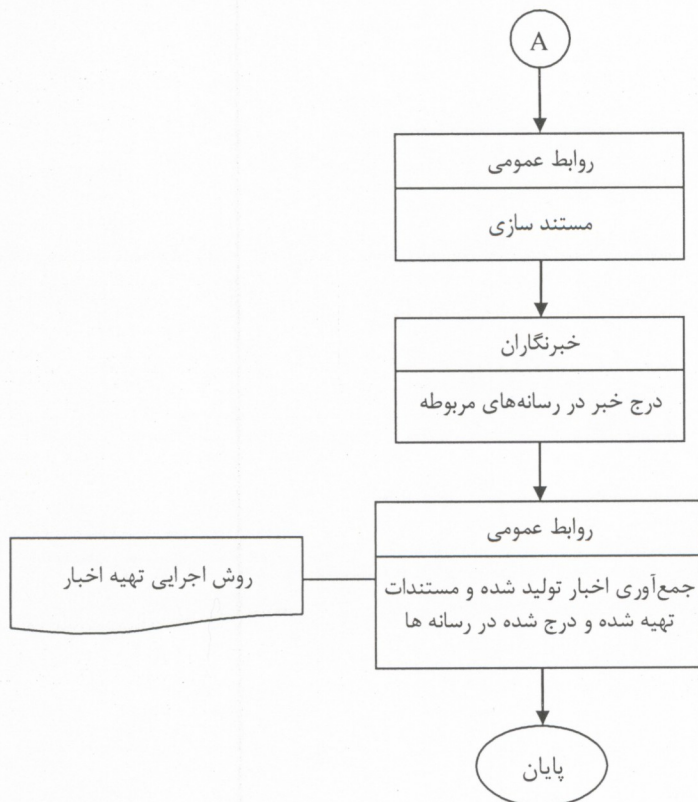 A
روابط عمومی
مستند سازی
خبرنگاران
درج خبر در رسانه‌های مربوطه
روابط عمومی
جمع‌آوری اخبار تولید شده و مستندات
تهیه شده و درج شده در رسانه ها
روش اجرایی تهیه اخبار
پایان